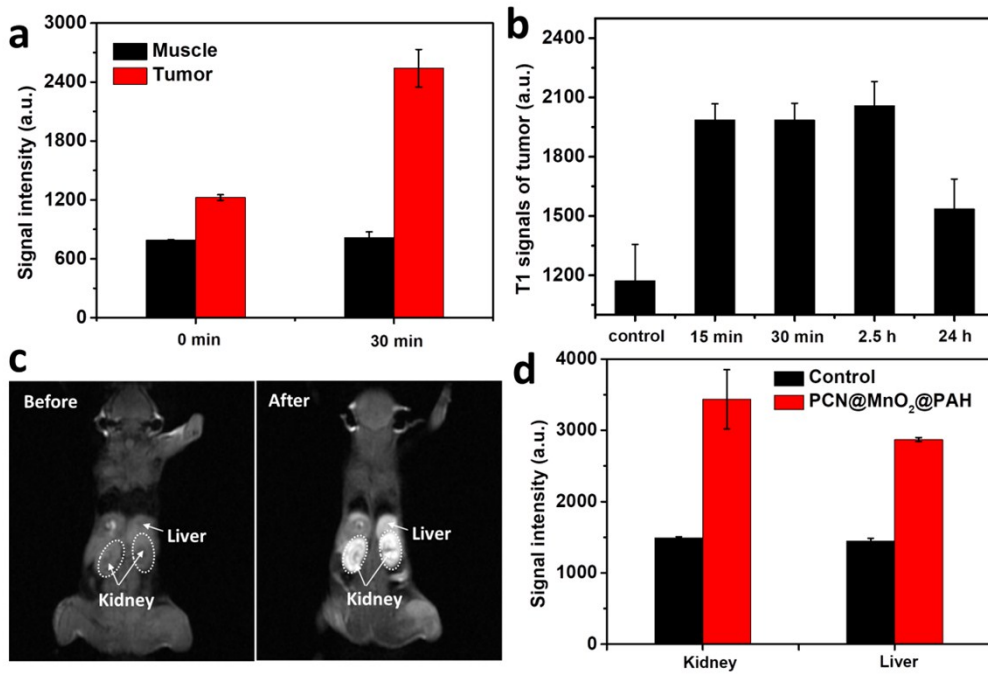 a
Signal intensity (a.u.)
3000
2400
1800
1200
600
0
Muscle
Tumor
0 min
30 min
b
T1 signals of tumor (a.u.)
2400
2100
1800
1500
1200
control
15 min
30 min
2.5 h
24 h
c
Before
Liver
Kidney
After
Liver
Kidney
d
Signal intensity (a.u.)
4000
3000
2000
1000
0
Control
PCN@MnO₂@PAH
Kidney
Liver